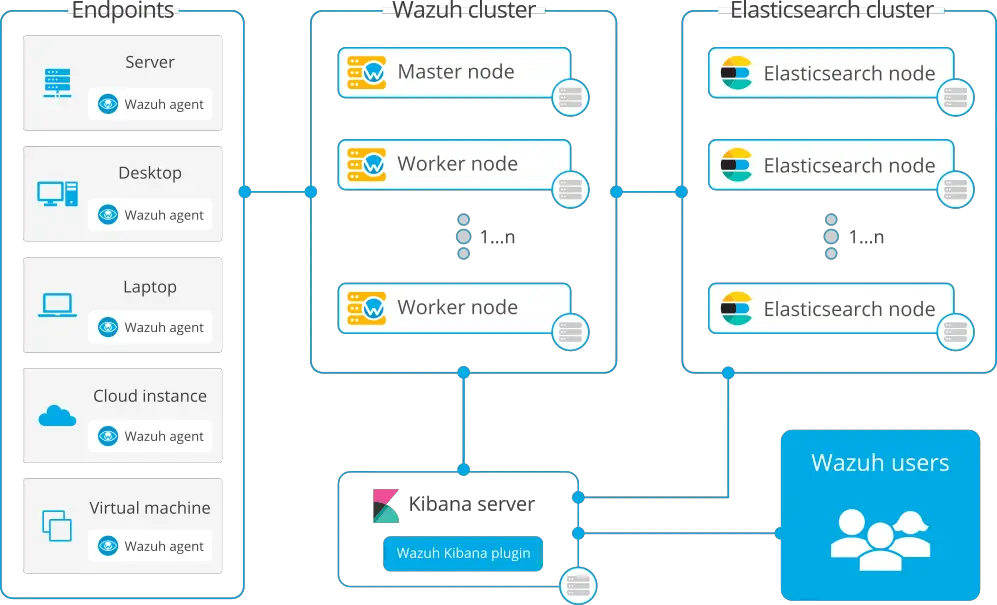 Endpoints
Server
Wazuh agent
Desktop
Wazuh agent
Laptop
Wazuh agent
Cloud instance
Wazuh agent
Virtual machine
Wazuh agent
Wazuh cluster
Master node
Worker node
1...n
Worker node
Elasticsearch cluster
Elasticsearch node
Elasticsearch node
1...n
Elasticsearch node
Kibana server
Wazuh Kibana plugin
Wazuh users